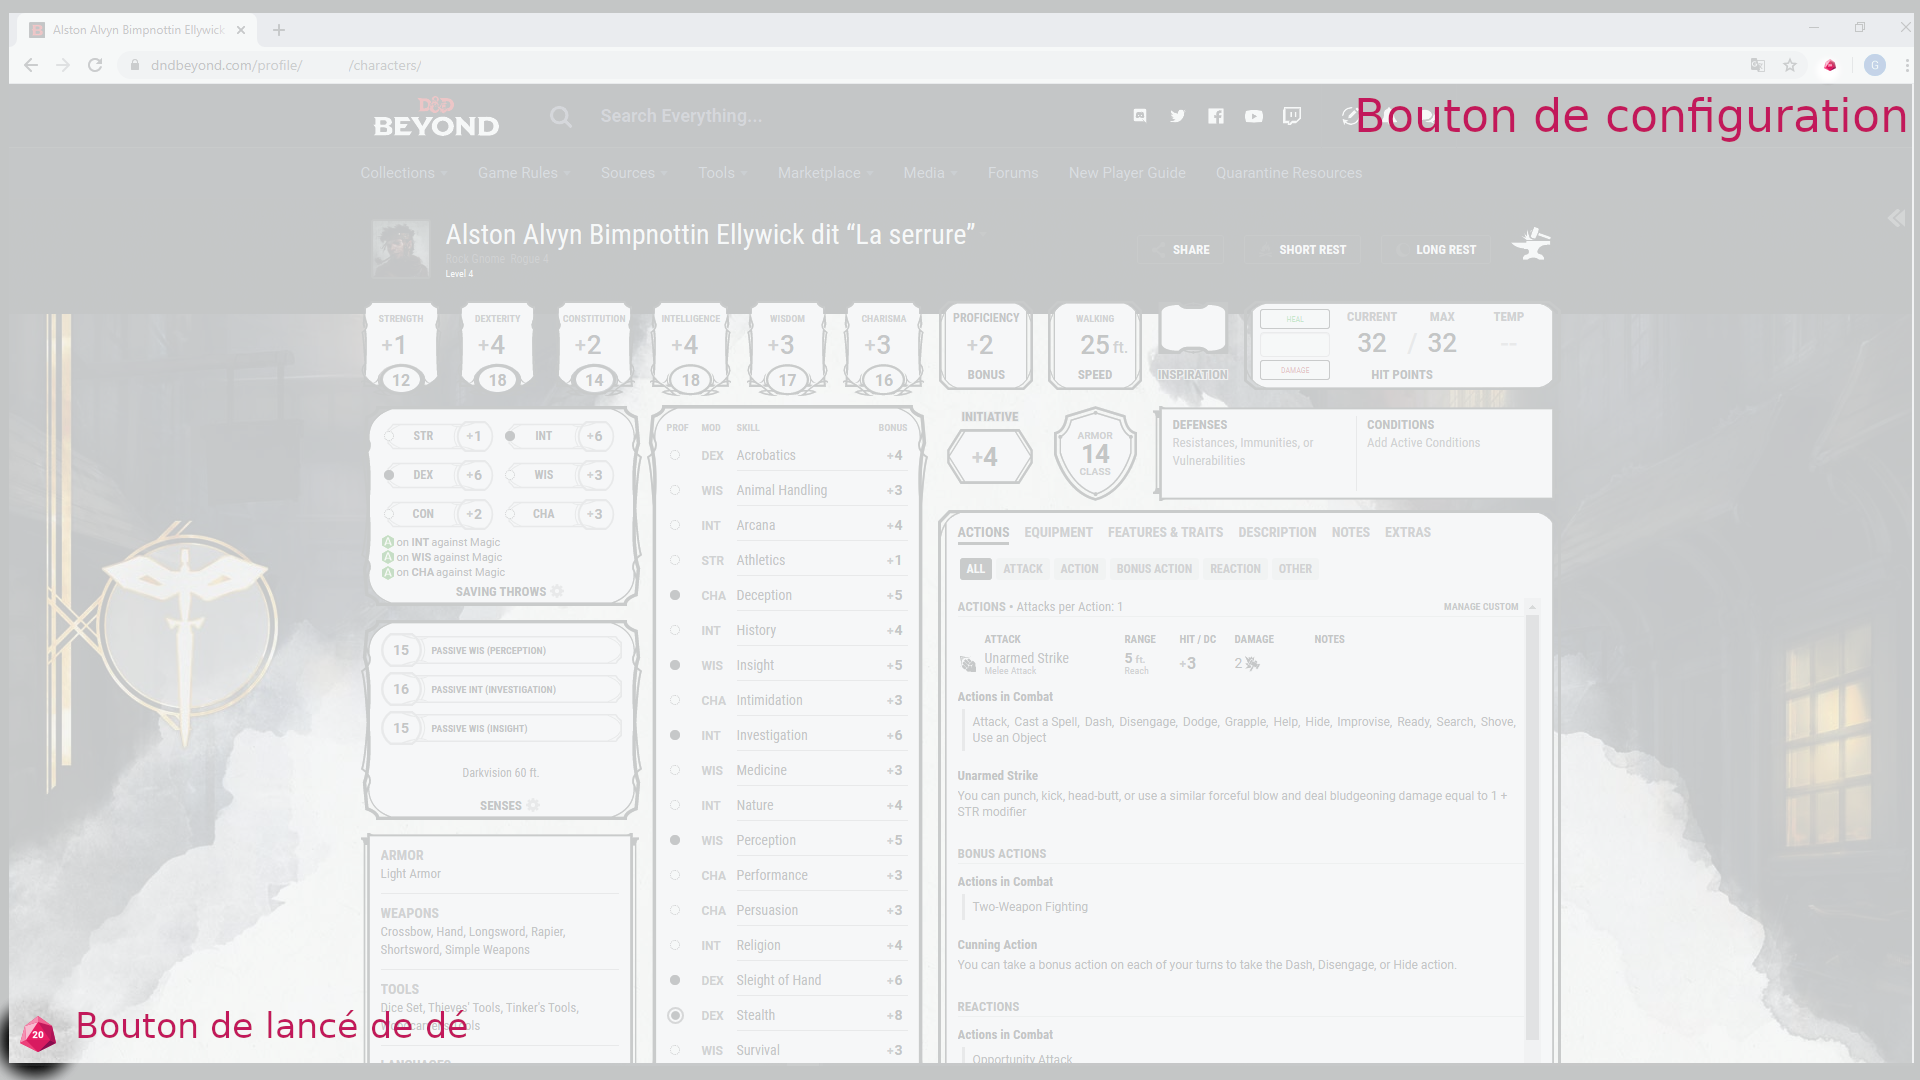 Alston Alvyn Bimpnottin Ellywick
dndbeyond.com/profile/ /characters/
G
D&D
BEYOND
Search Everything...
Bouton de configuration
Collections
Game Rules
Sources
Tools
Marketplace
Media
Forums
New Player Guide
Quarantine Resources
Alston Alvyn Bimpnottin Ellywick dit “La serrure”
Rock Gnome Rogue 4
Level 4
SHARE
SHORT REST
LONG REST
STRENGTH
+1
12
DEXTERITY
+4
18
CONSTITUTION
+2
14
INTELLIGENCE
+4
18
WISDOM
+3
17
CHARISMA
+3
16
PROFICIENCY
+2
BONUS
WALKING
25 ft.
SPEED
INSPIRATION
HEAL
DAMAGE
CURRENT MAX TEMP
32 / 32 --
HIT POINTS
STR +1 INT +6
DEX +6 WIS +3
CON +2 CHA +3
A on INT against Magic
A on WIS against Magic
A on CHA against Magic
SAVING THROWS
15 PASSIVE WIS (PERCEPTION)
16 PASSIVE INT (INVESTIGATION)
15 PASSIVE WIS (INSIGHT)
Darkvision 60 ft.
SENSES
ARMOR
Light Armor
WEAPONS
Crossbow, Hand, Longsword, Rapier,
Shortsword, Simple Weapons
TOOLS
Dice Set, Thieves' Tools, Tinker's Tools,
20
Bouton de lancé de dé
PROF MOD SKILL BONUS
DEX Acrobatics +4
WIS Animal Handling +3
INT Arcana +4
STR Athletics +1
CHA Deception +5
INT History +4
WIS Insight +5
CHA Intimidation +3
INT Investigation +6
WIS Medicine +3
INT Nature +4
WIS Perception +5
CHA Performance +3
CHA Persuasion +3
INT Religion +4
DEX Sleight of Hand +6
DEX Stealth +8
WIS Survival +3
INITIATIVE
+4
ARMOR
14
CLASS
DEFENSES
Resistances, Immunities, or
Vulnerabilities
CONDITIONS
Add Active Conditions
ACTIONS EQUIPMENT FEATURES & TRAITS DESCRIPTION NOTES EXTRAS
ALL ATTACK ACTION BONUS ACTION REACTION OTHER
ACTIONS • Attacks per Action: 1 MANAGE CUSTOM
ATTACK RANGE HIT / DC DAMAGE NOTES
Unarmed Strike 5 ft. +3 2
Melee Attack Reach
Actions in Combat
Attack, Cast a Spell, Dash, Disengage, Dodge, Grapple, Help, Hide, Improvise, Ready, Search, Shove,
Use an Object
Unarmed Strike
You can punch, kick, head-butt, or use a similar forceful blow and deal bludgeoning damage equal to 1 +
STR modifier
BONUS ACTIONS
Actions in Combat
Two-Weapon Fighting
Cunning Action
You can take a bonus action on each of your turns to take the Dash, Disengage, or Hide action.
REACTIONS
Actions in Combat
Opportunity Attack